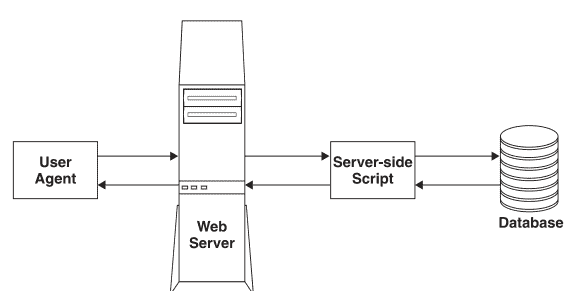 User
Agent
Web
Server
Server-side
Script
Database